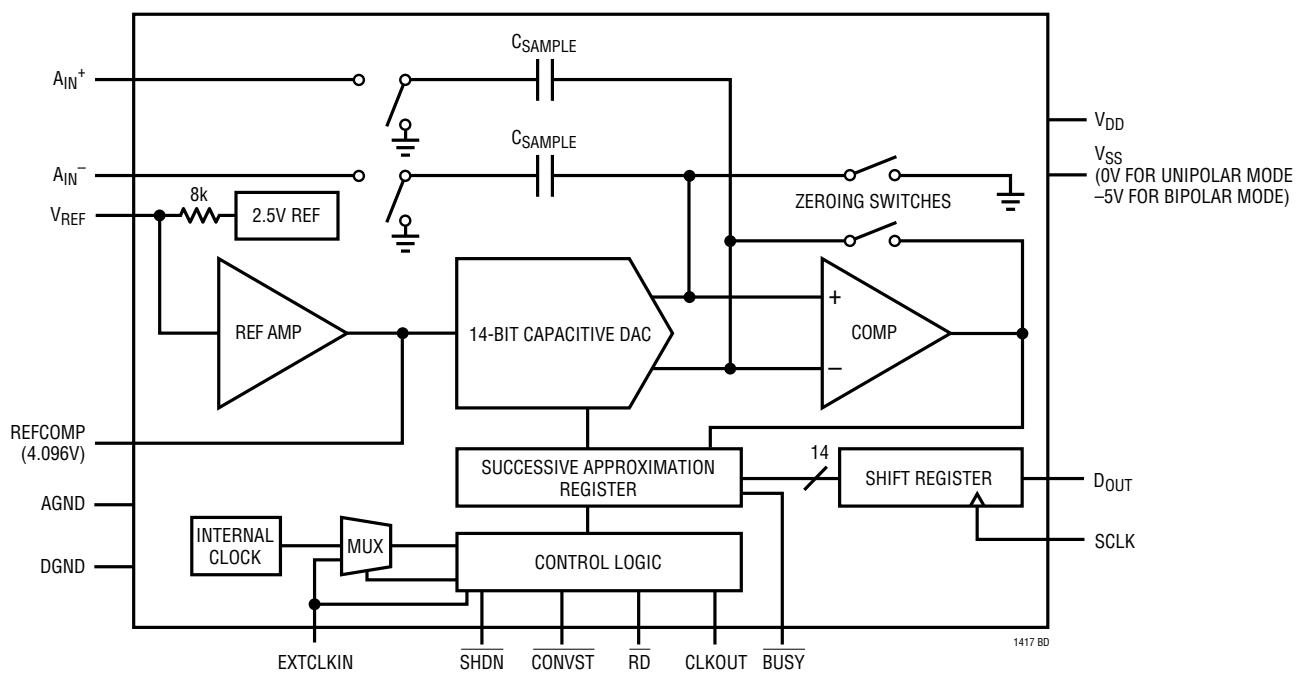 CSAMPLE
AIN+
VDD
CSAMPLE
VSS
(0V FOR UNIPOLAR MODE
–5V FOR BIPOLAR MODE)
AIN–
8k
2.5V REF
ZEROING SWITCHES
VREF
REF AMP
14-BIT CAPACITIVE DAC
+
COMP
–
REFCOMP
(4.096V)
SUCCESSIVE APPROXIMATION
REGISTER
14
SHIFT REGISTER
DOUT
AGND
INTERNAL
CLOCK
MUX
CONTROL LOGIC
SCLK
DGND
1417 BD
EXTCLKIN
SHDN
CONVST
RD
CLKOUT
BUSY